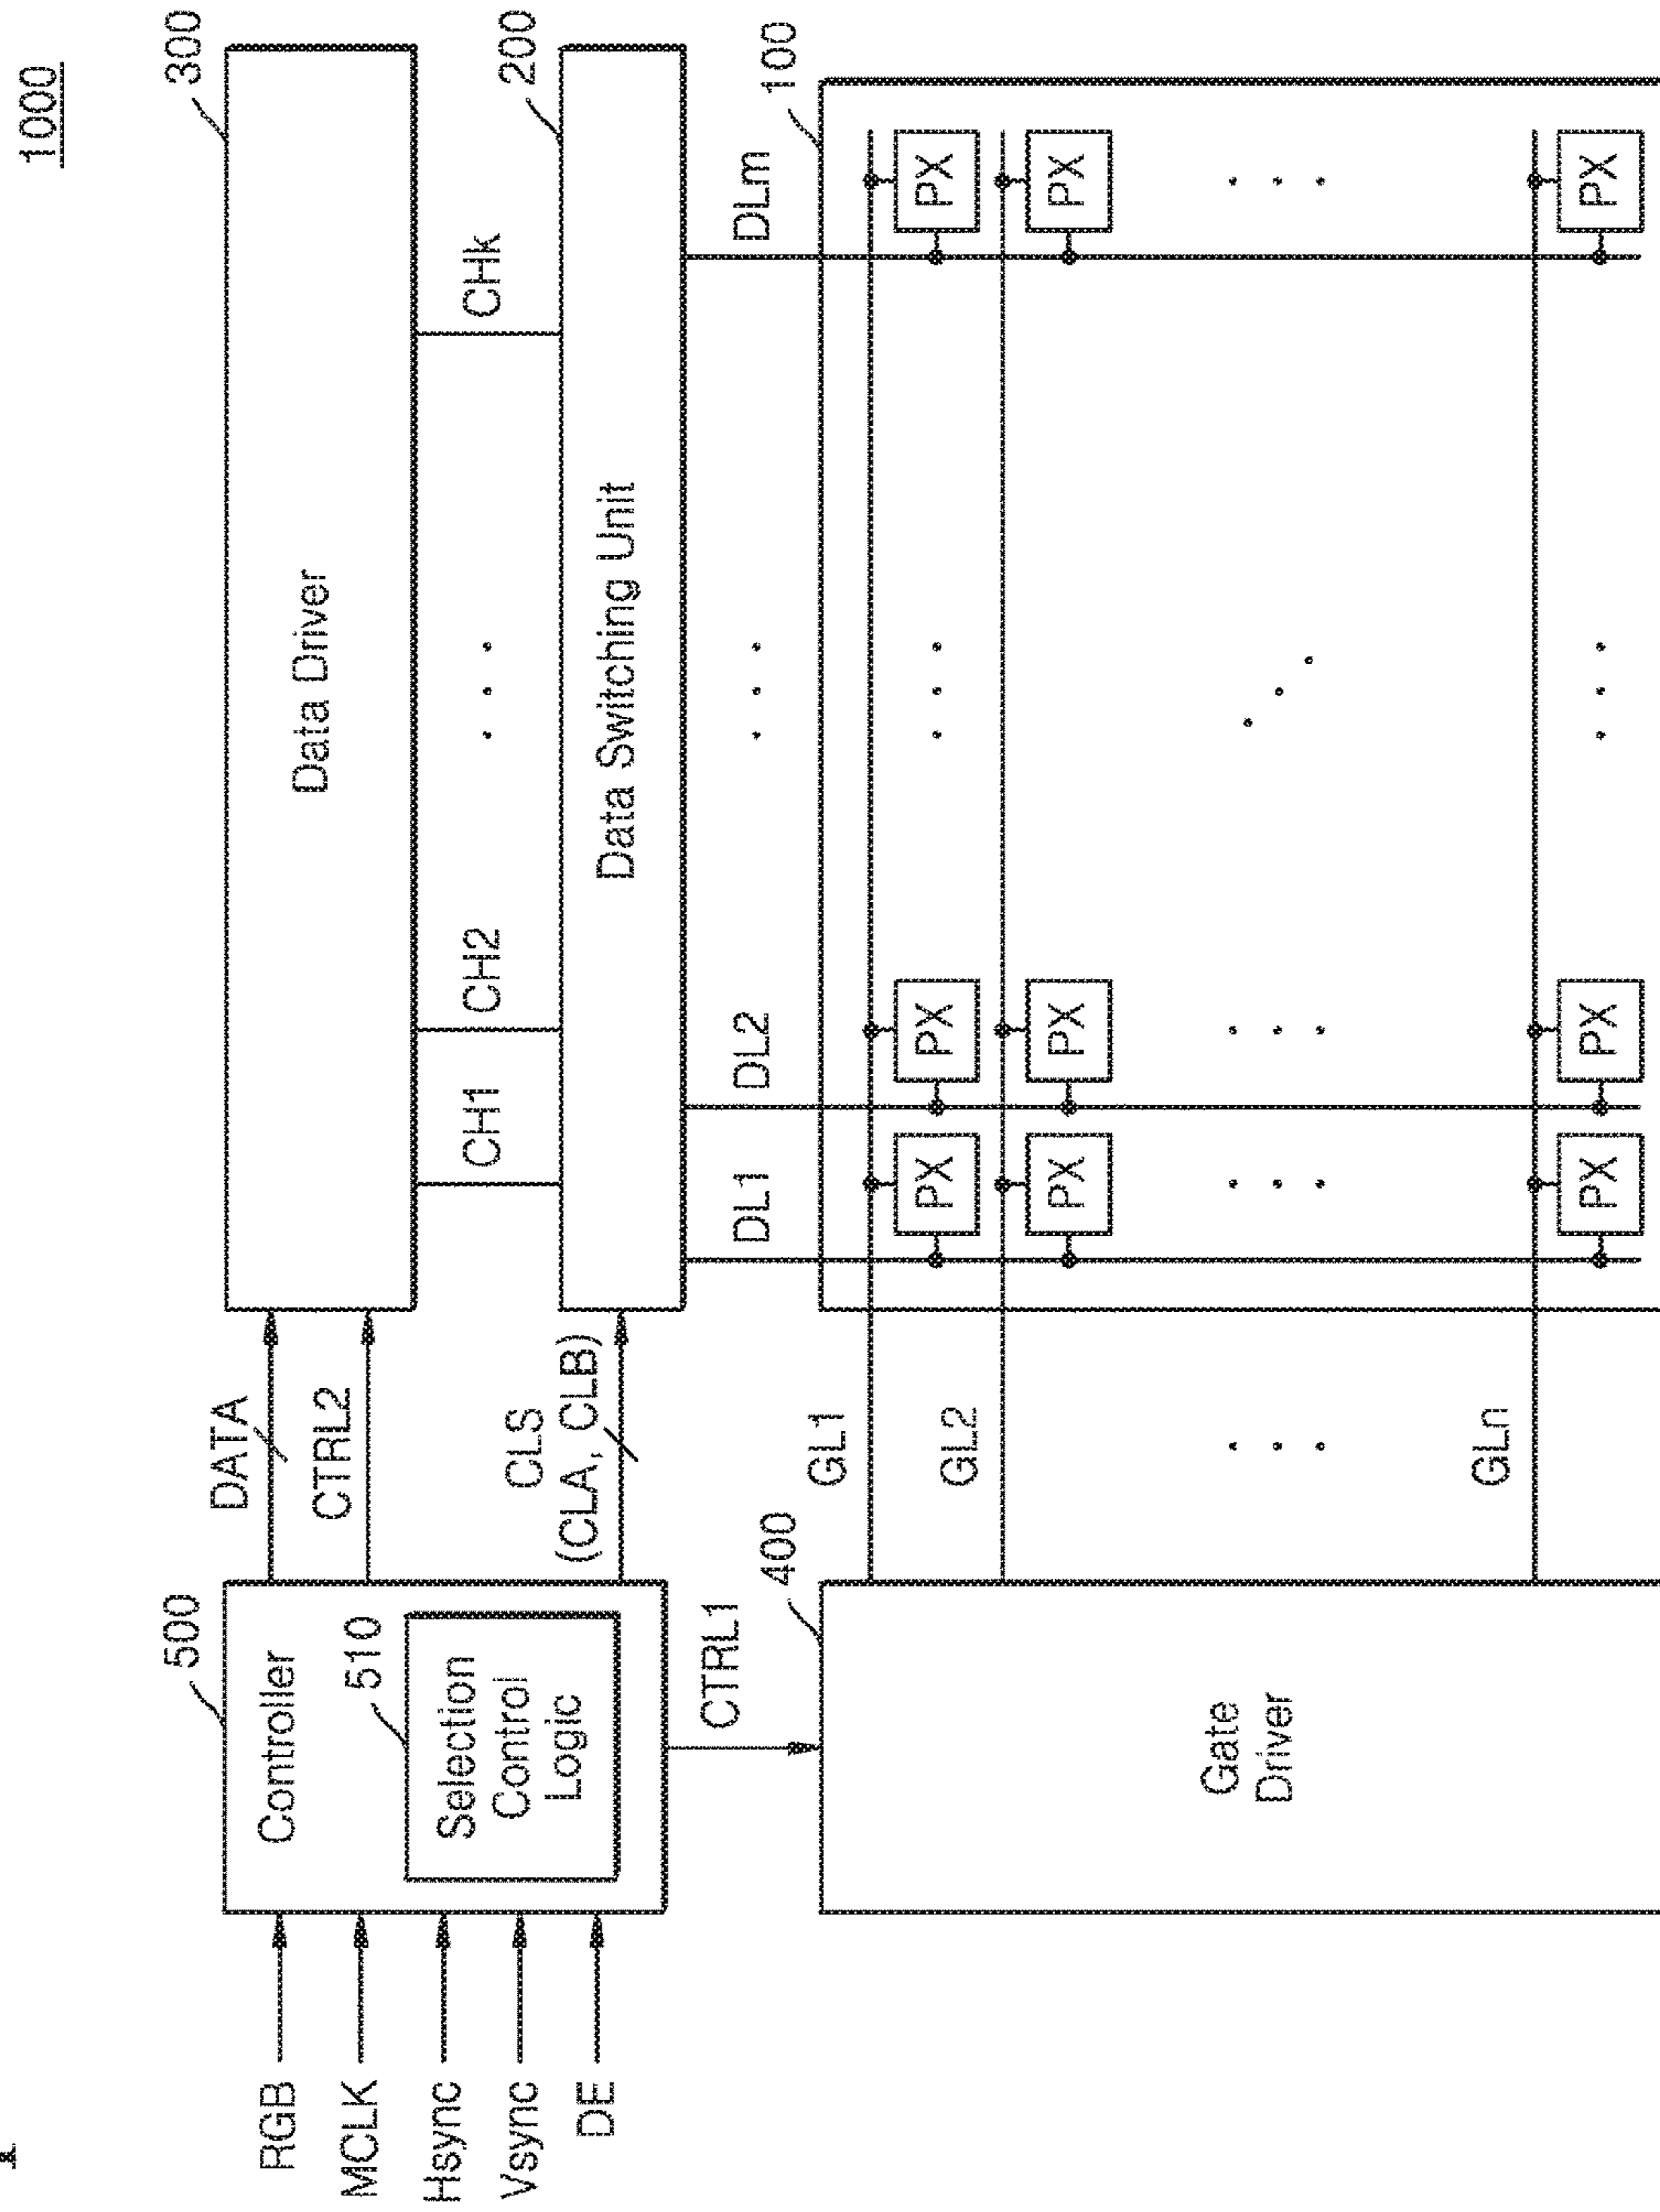 1000
500
300
RGB
MCLK
Hsync
Vsync
DE
Controller
510
Selection
Control
Logic
DATA
CTRL2
CLS
(CLA, CLB)
Data Driver
CH1
CH2
CHk
200
Data Switching Unit
CTRL1
400
DL1
DL2
DLm
100
Gate
Driver
GL1
PX
PX
PX
GL2
PX
PX
PX
GLn
PX
PX
PX